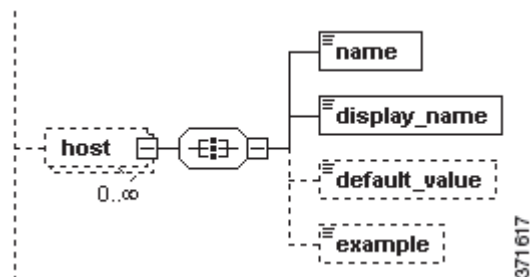 name
display_name
host
0..∞
default_value
example
371617